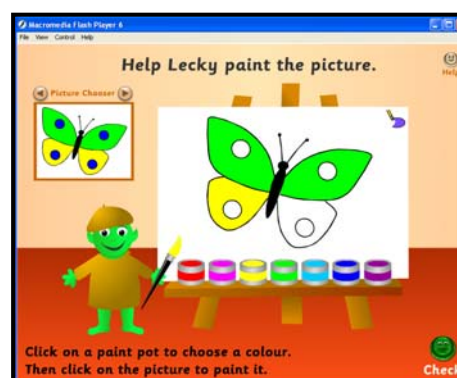 Macromedia Flash Player 6
File View Control Help
Help Lecky paint the picture.
Help
Picture Chooser
Click on a paint pot to choose a colour.
Then click on the picture to paint it.
Check